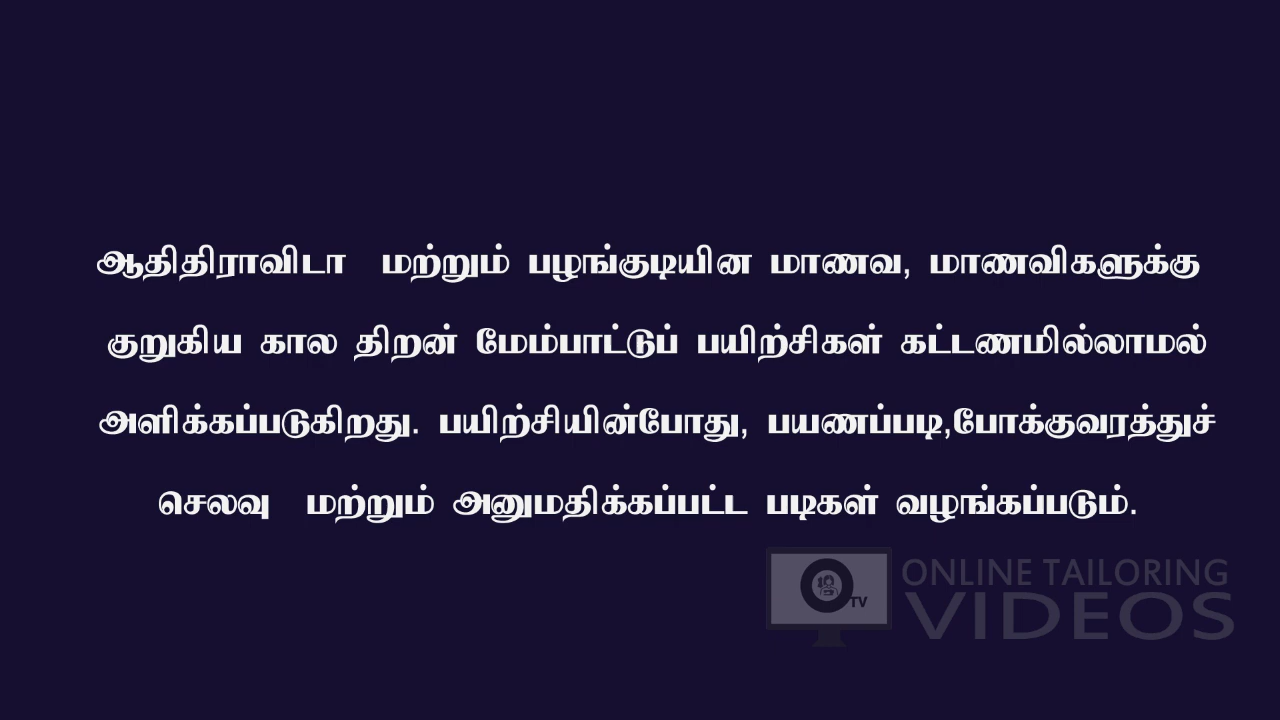 ஆதிதிராவிடா மற்றும் பழங்குடியின மாணவ, மாணவிகளுக்கு
குறுகிய கால திறன் மேம்பாட்டுப் பயிற்சிகள் கட்டணமில்லாமல்
அளிக்கப்படுகிறது. பயிற்சியின்போது, பயணப்படி,போக்குவரத்துச்
செலவு மற்றும் அனுமதிக்கப்பட்ட படிகள் வழங்கப்படும்.
TV
ONLINE TAILORING
VIDEOS